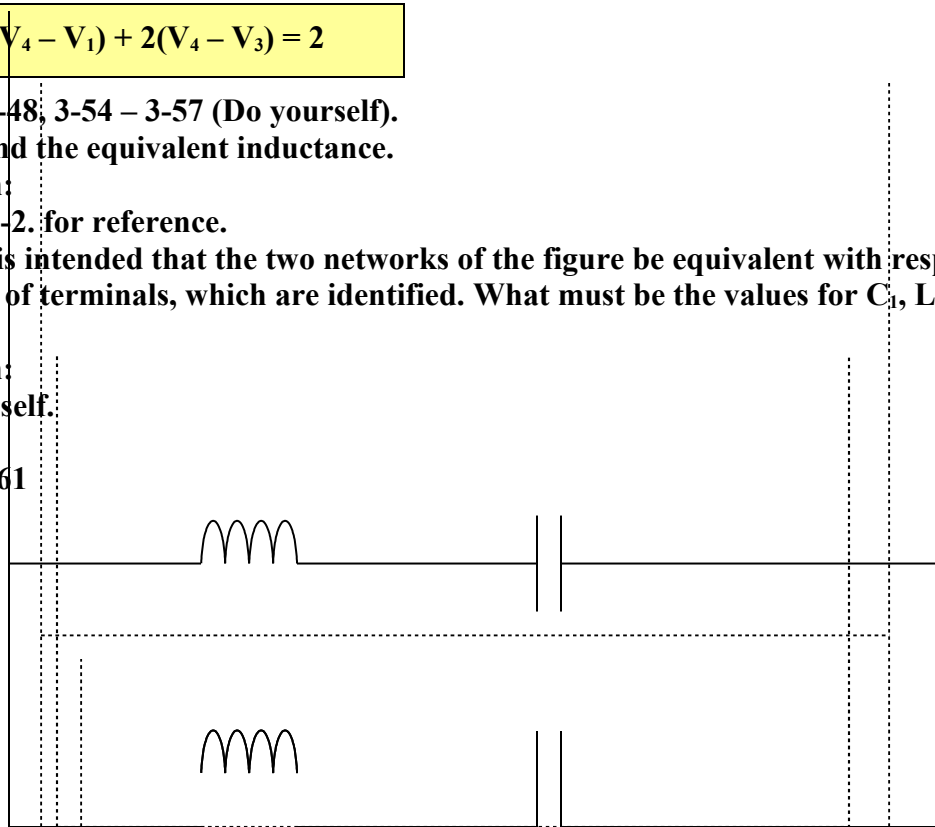 V₄ – V₁) + 2(V₄ – V₃) = 2
-48, 3-54 – 3-57 (Do yourself).
nd the equivalent inductance.
:
-2. for reference.
is intended that the two networks of the figure be equivalent with resp
of terminals, which are identified. What must be the values for C₁, L
:
self.
61